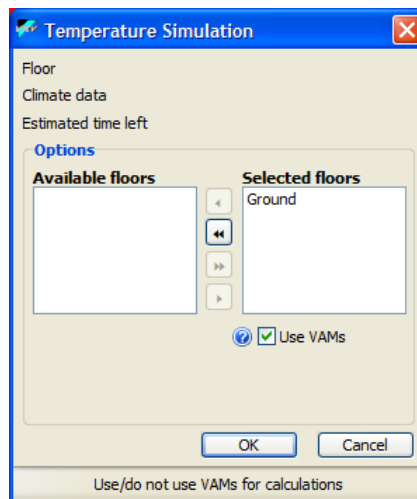 Temperature Simulation
Floor
Climate data
Estimated time left
Options
Available floors
Selected floors
Ground
Use VAMs
OK
Cancel
Use/do not use VAMs for calculations